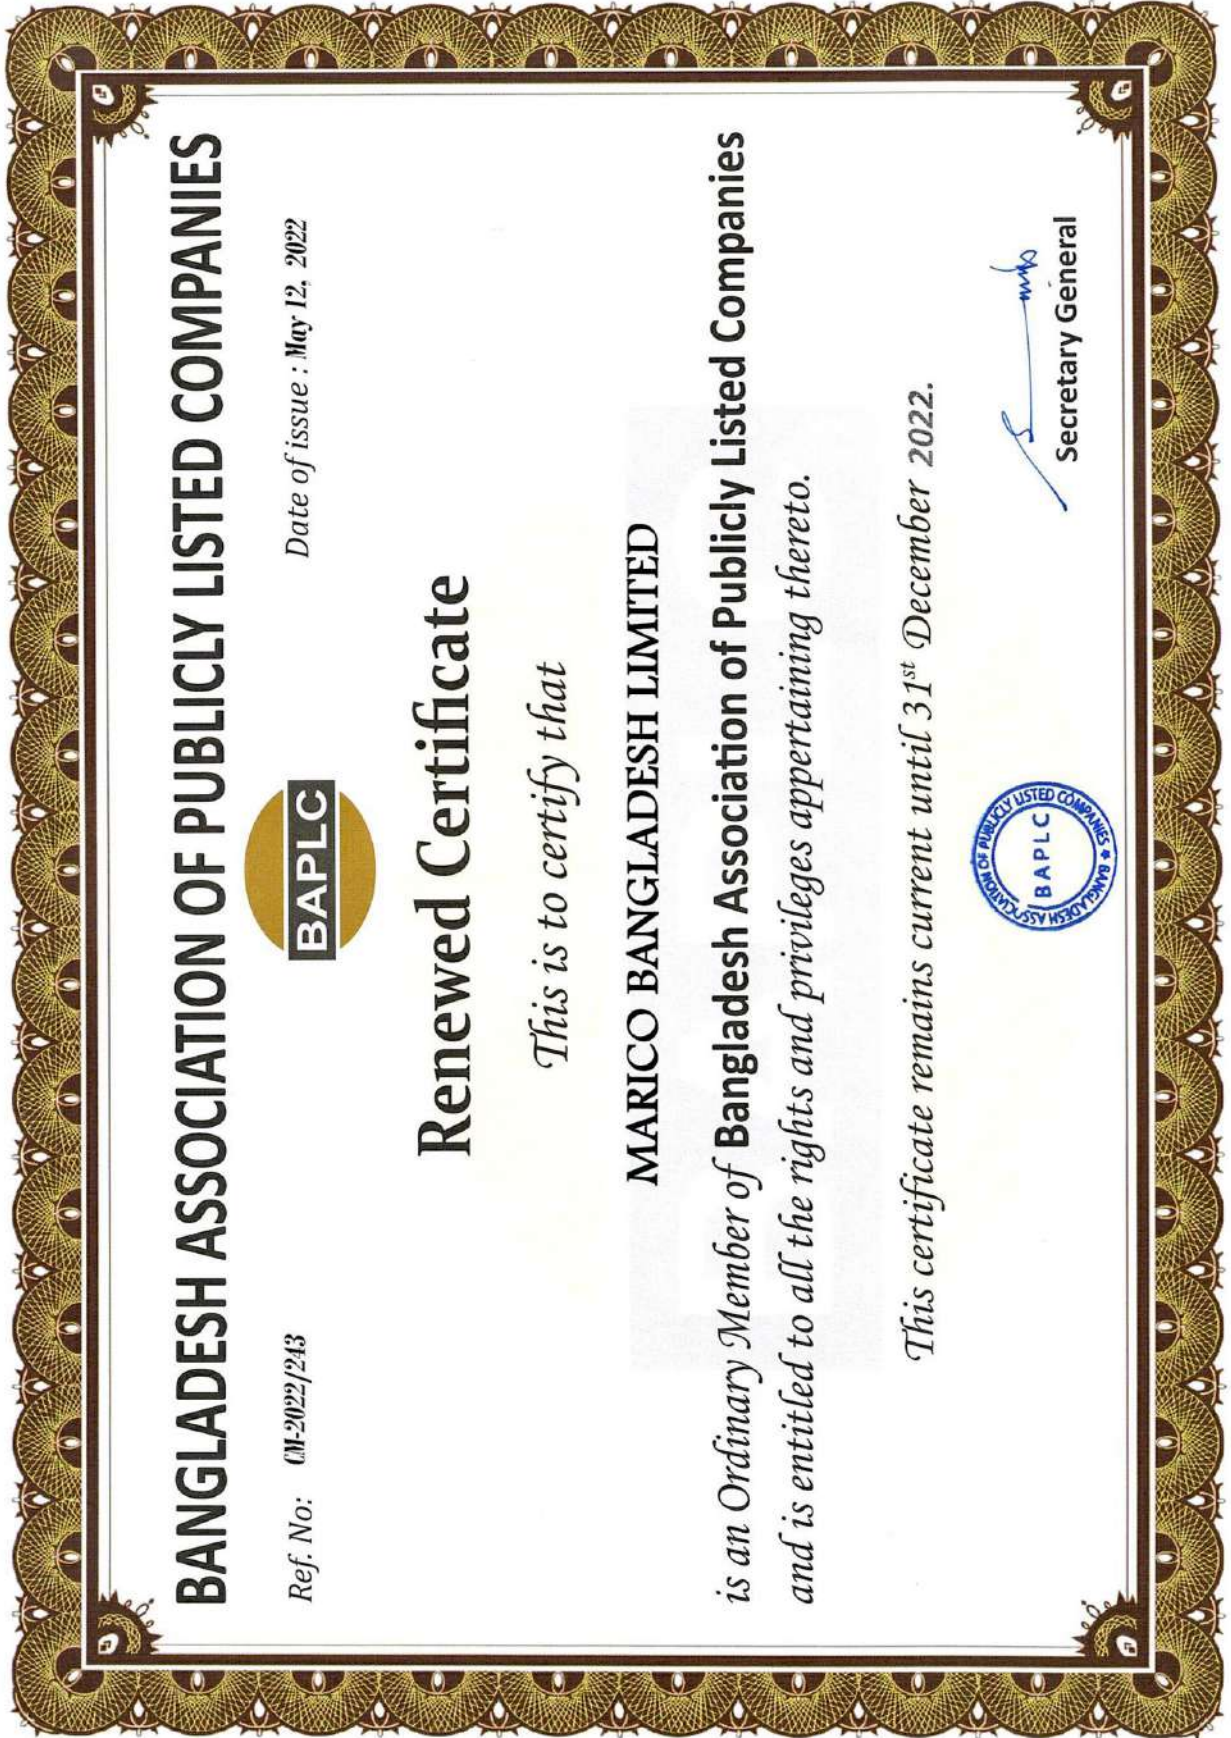 BANGLADESH ASSOCIATION OF PUBLICLY LISTED COMPANIES
Ref. No: CM-2022/243
BAPLC
Date of issue : May 12, 2022
Renewed Certificate
This is to certify that
MARICO BANGLADESH LIMITED
is an Ordinary Member of Bangladesh Association of Publicly Listed Companies
and is entitled to all the rights and privileges appertaining thereto.
This certificate remains current until 31st December 2022.
BANGLADESH ASSOCIATION OF PUBLICLY LISTED COMPANIES *
BAPLC
Secretary General